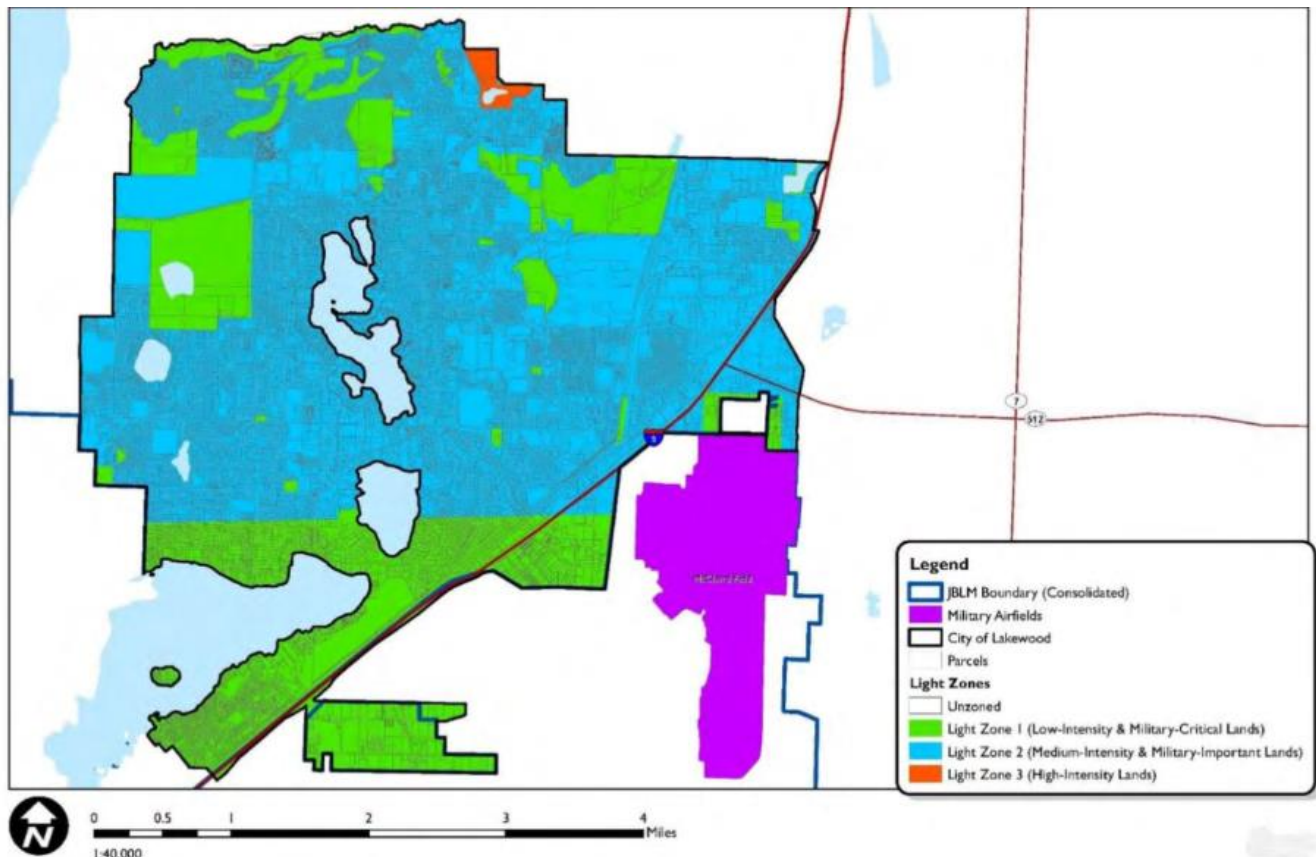 5
7
512
McChord Field
Legend
JBLM Boundary (Consolidated)
Military Airfields
City of Lakewood
Parcels
Light Zones
Unzoned
Light Zone 1 (Low-Intensity & Military-Critical Lands)
Light Zone 2 (Medium-Intensity & Military-Important Lands)
Light Zone 3 (High-Intensity Lands)
N
0 0.5 1 2 3 4
Miles
1:40,000